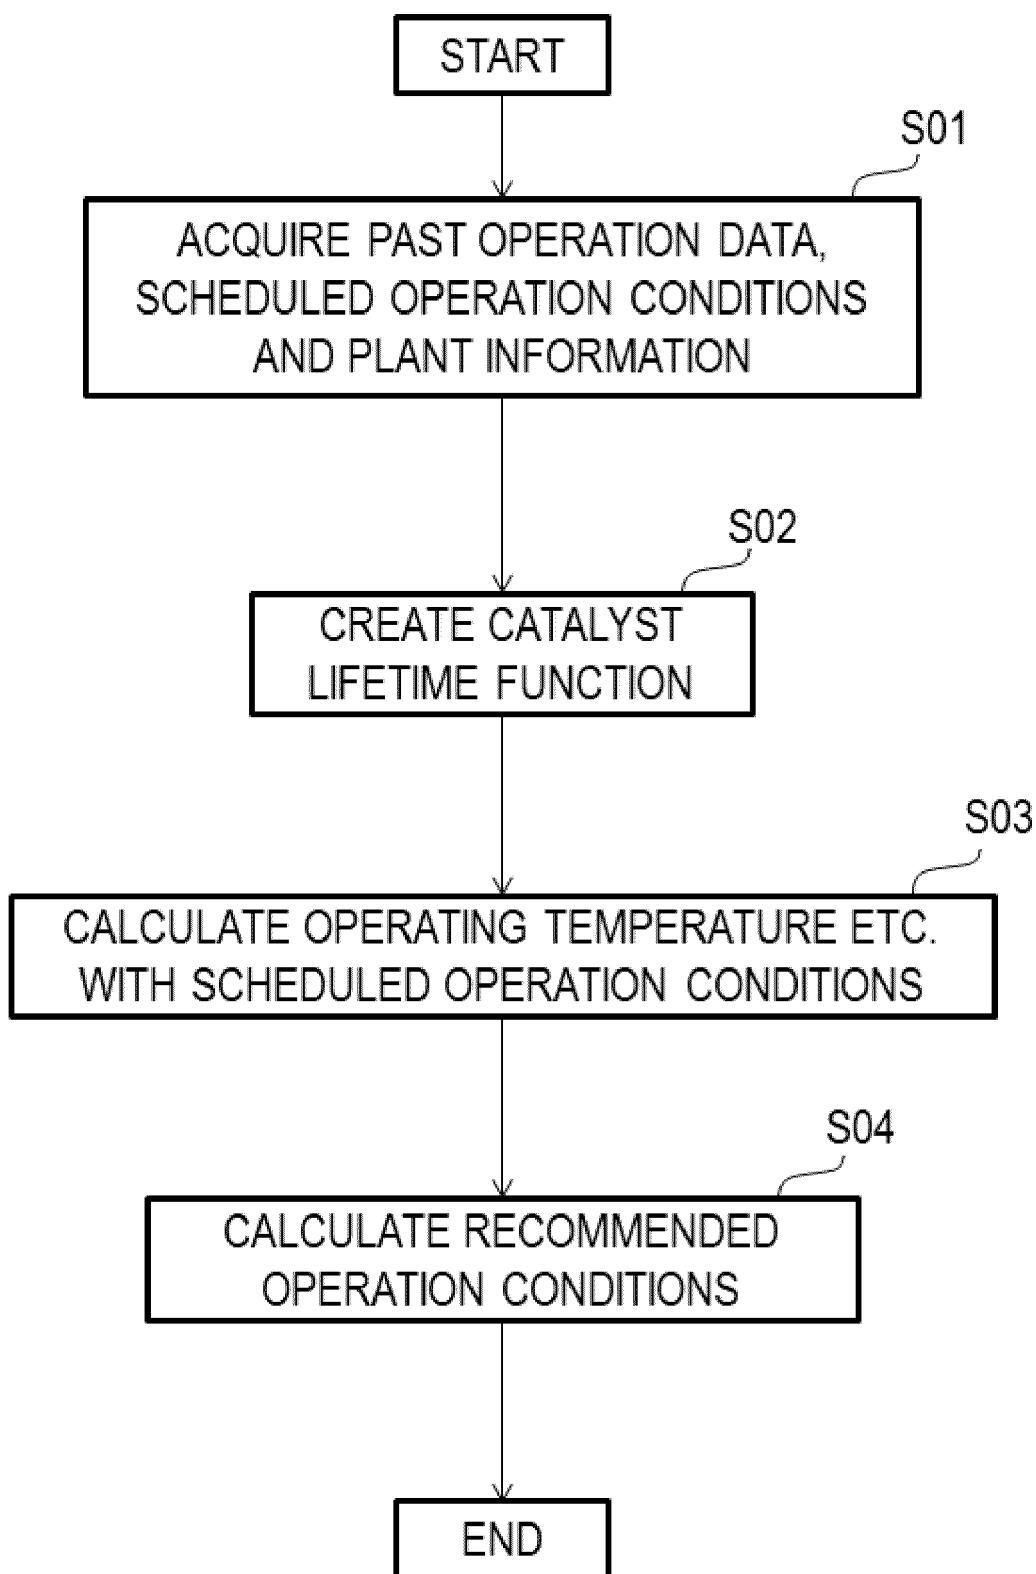 START
S01
ACQUIRE PAST OPERATION DATA,
SCHEDULED OPERATION CONDITIONS
AND PLANT INFORMATION
S02
CREATE CATALYST
LIFETIME FUNCTION
S03
CALCULATE OPERATING TEMPERATURE ETC.
WITH SCHEDULED OPERATION CONDITIONS
S04
CALCULATE RECOMMENDED
OPERATION CONDITIONS
END